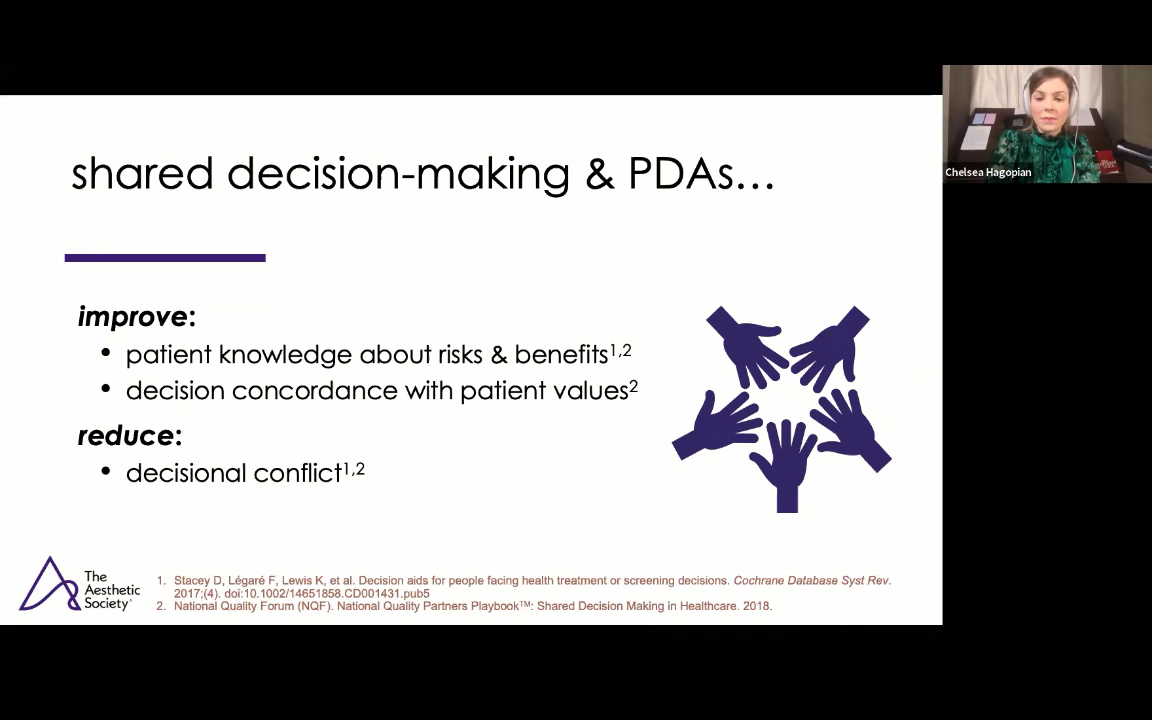 shared decision-making & PDAs…
improve:
• patient knowledge about risks & benefits1,2
• decision concordance with patient values2
reduce:
• decisional conflict1,2
The
Aesthetic
Society®
1. Stacey D, Légaré F, Lewis K, et al. Decision aids for people facing health treatment or screening decisions. Cochrane Database Syst Rev.
2017;(4). doi:10.1002/14651858.CD001431.pub5
2. National Quality Forum (NQF). National Quality Partners Playbook™: Shared Decision Making in Healthcare. 2018.
Chelsea Hagopian